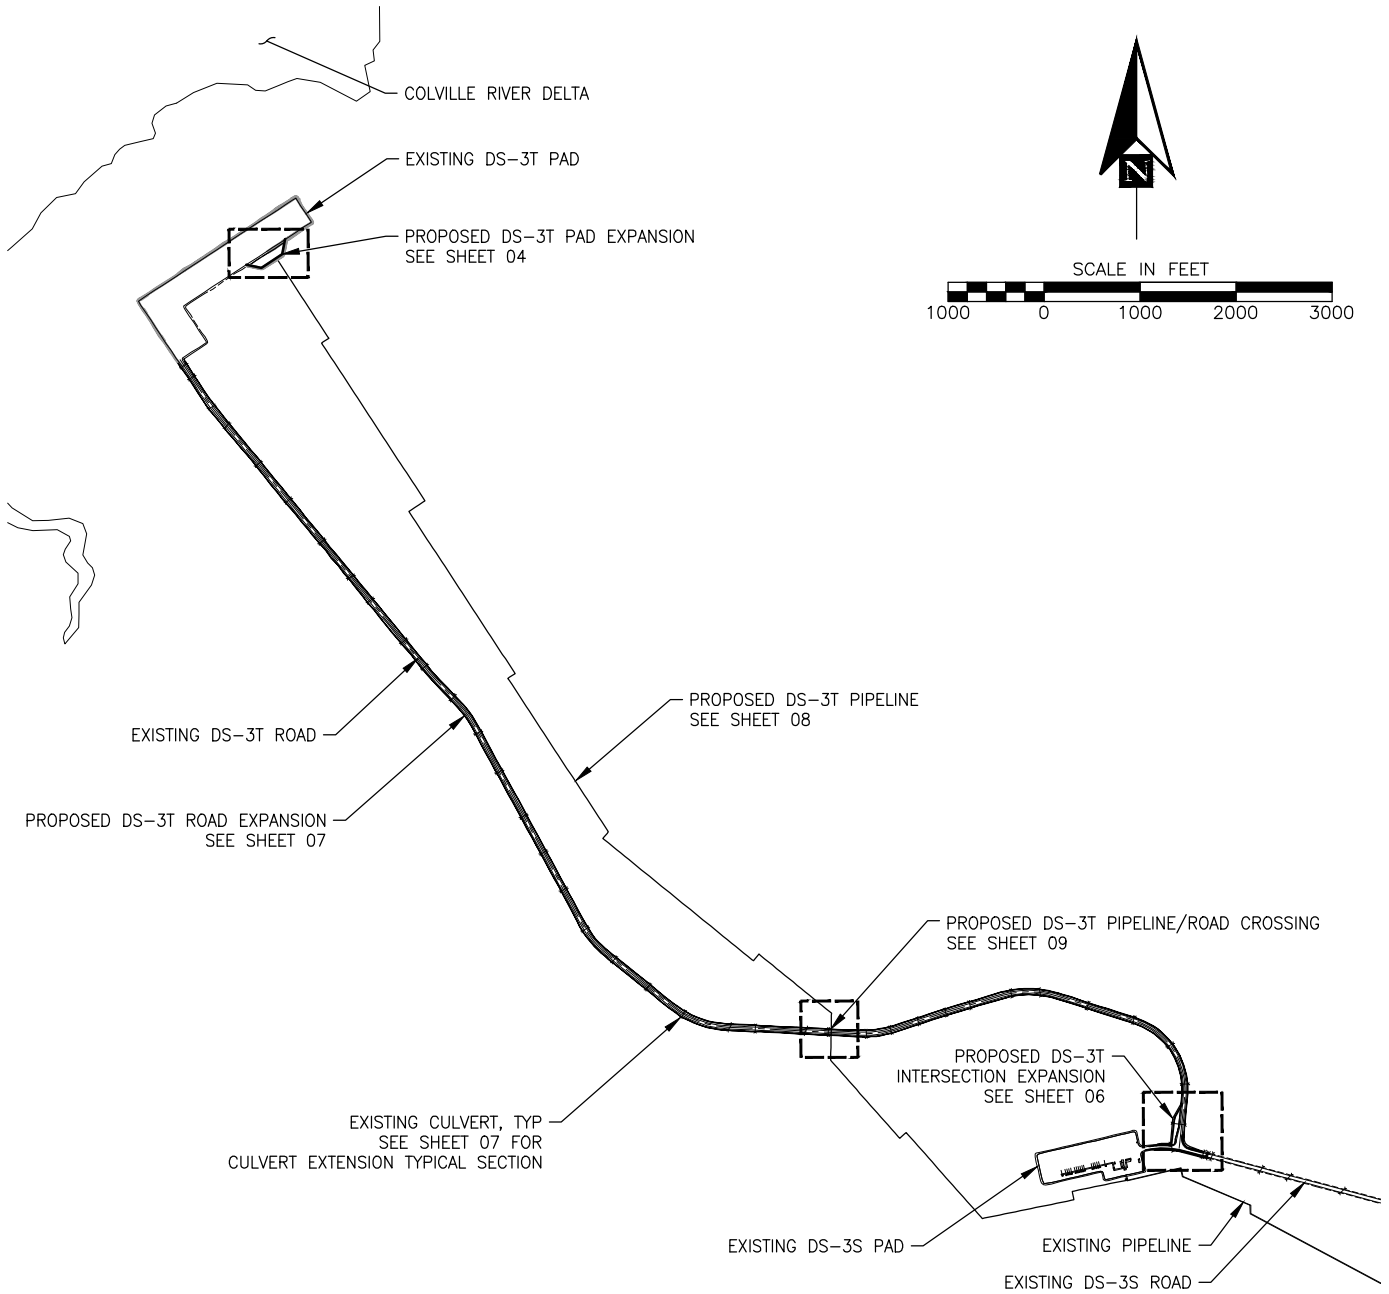 COLVILLE RIVER DELTA
EXISTING DS-3T PAD
PROPOSED DS-3T PAD EXPANSION
SEE SHEET 04
N
SCALE IN FEET
1000 0 1000 2000 3000
EXISTING DS-3T ROAD
PROPOSED DS-3T PIPELINE
SEE SHEET 08
PROPOSED DS-3T ROAD EXPANSION
SEE SHEET 07
PROPOSED DS-3T PIPELINE/ROAD CROSSING
SEE SHEET 09
PROPOSED DS-3T
INTERSECTION EXPANSION
SEE SHEET 06
EXISTING CULVERT, TYP
SEE SHEET 07 FOR
CULVERT EXTENSION TYPICAL SECTION
EXISTING DS-3S PAD
EXISTING PIPELINE
EXISTING DS-3S ROAD